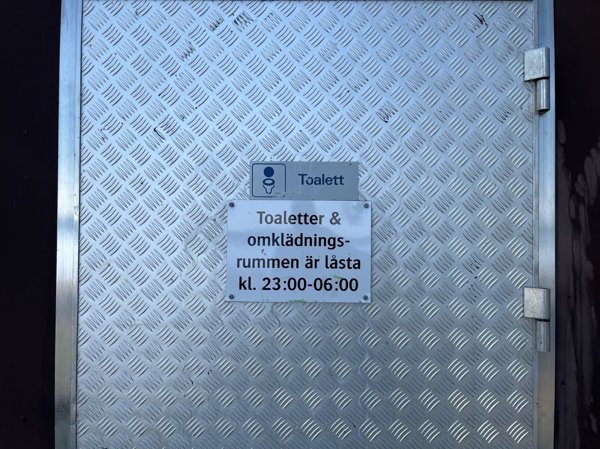 Toalett
Toaletter &
omklädnings-
rummen är låsta
kl. 23:00-06:00